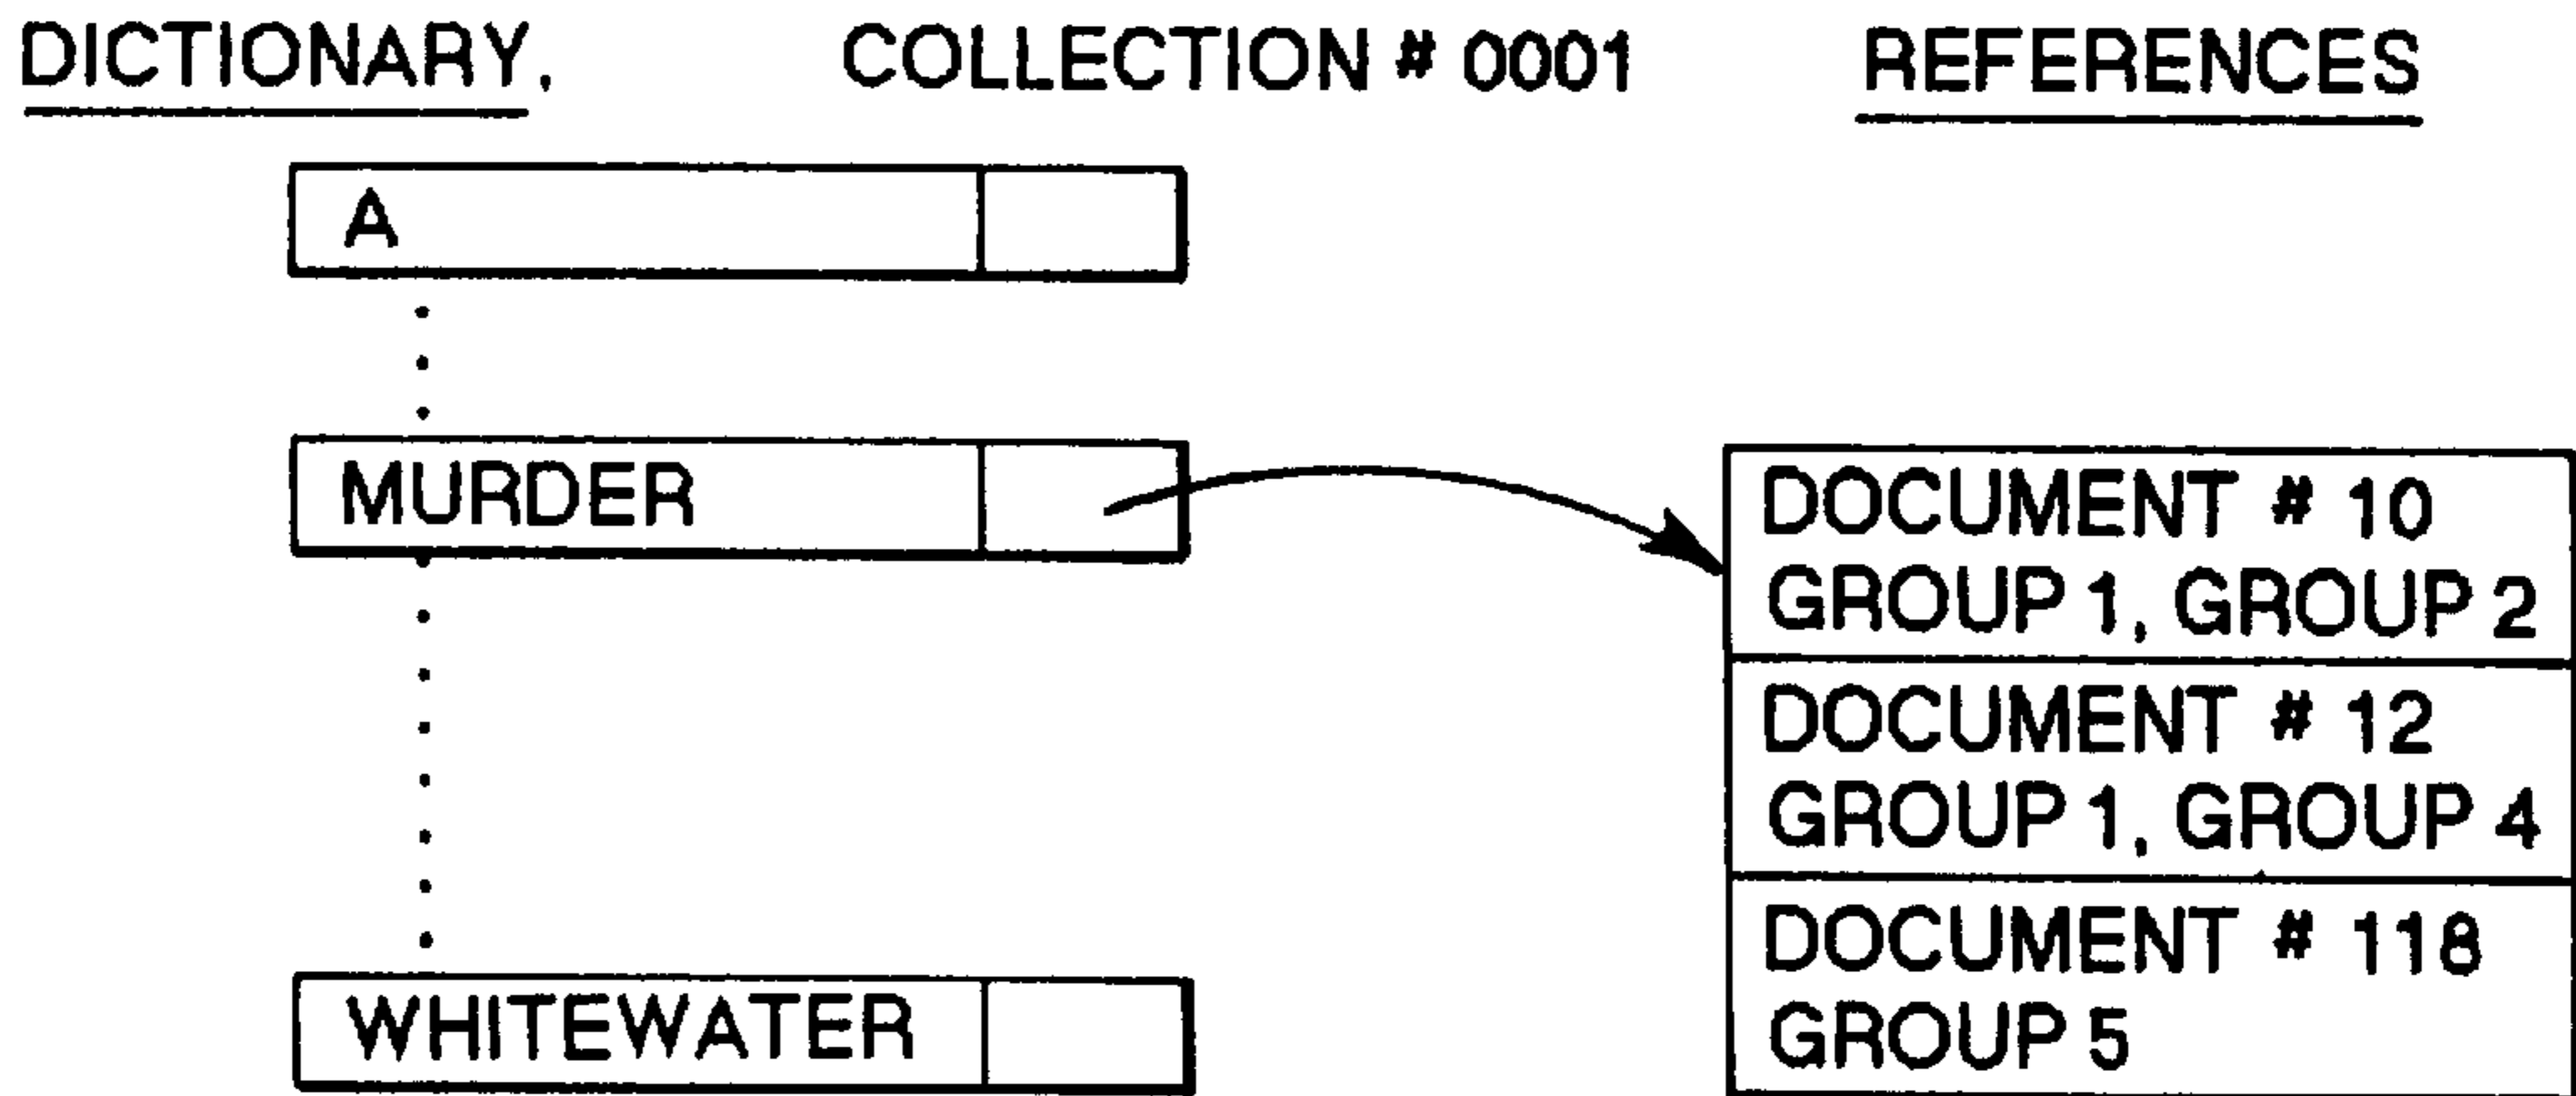 DICTIONARY, COLLECTION # 0001 REFERENCES
A
MURDER
DOCUMENT # 10
GROUP 1, GROUP 2
DOCUMENT # 12
GROUP 1, GROUP 4
DOCUMENT # 118
GROUP 5
WHITEWATER